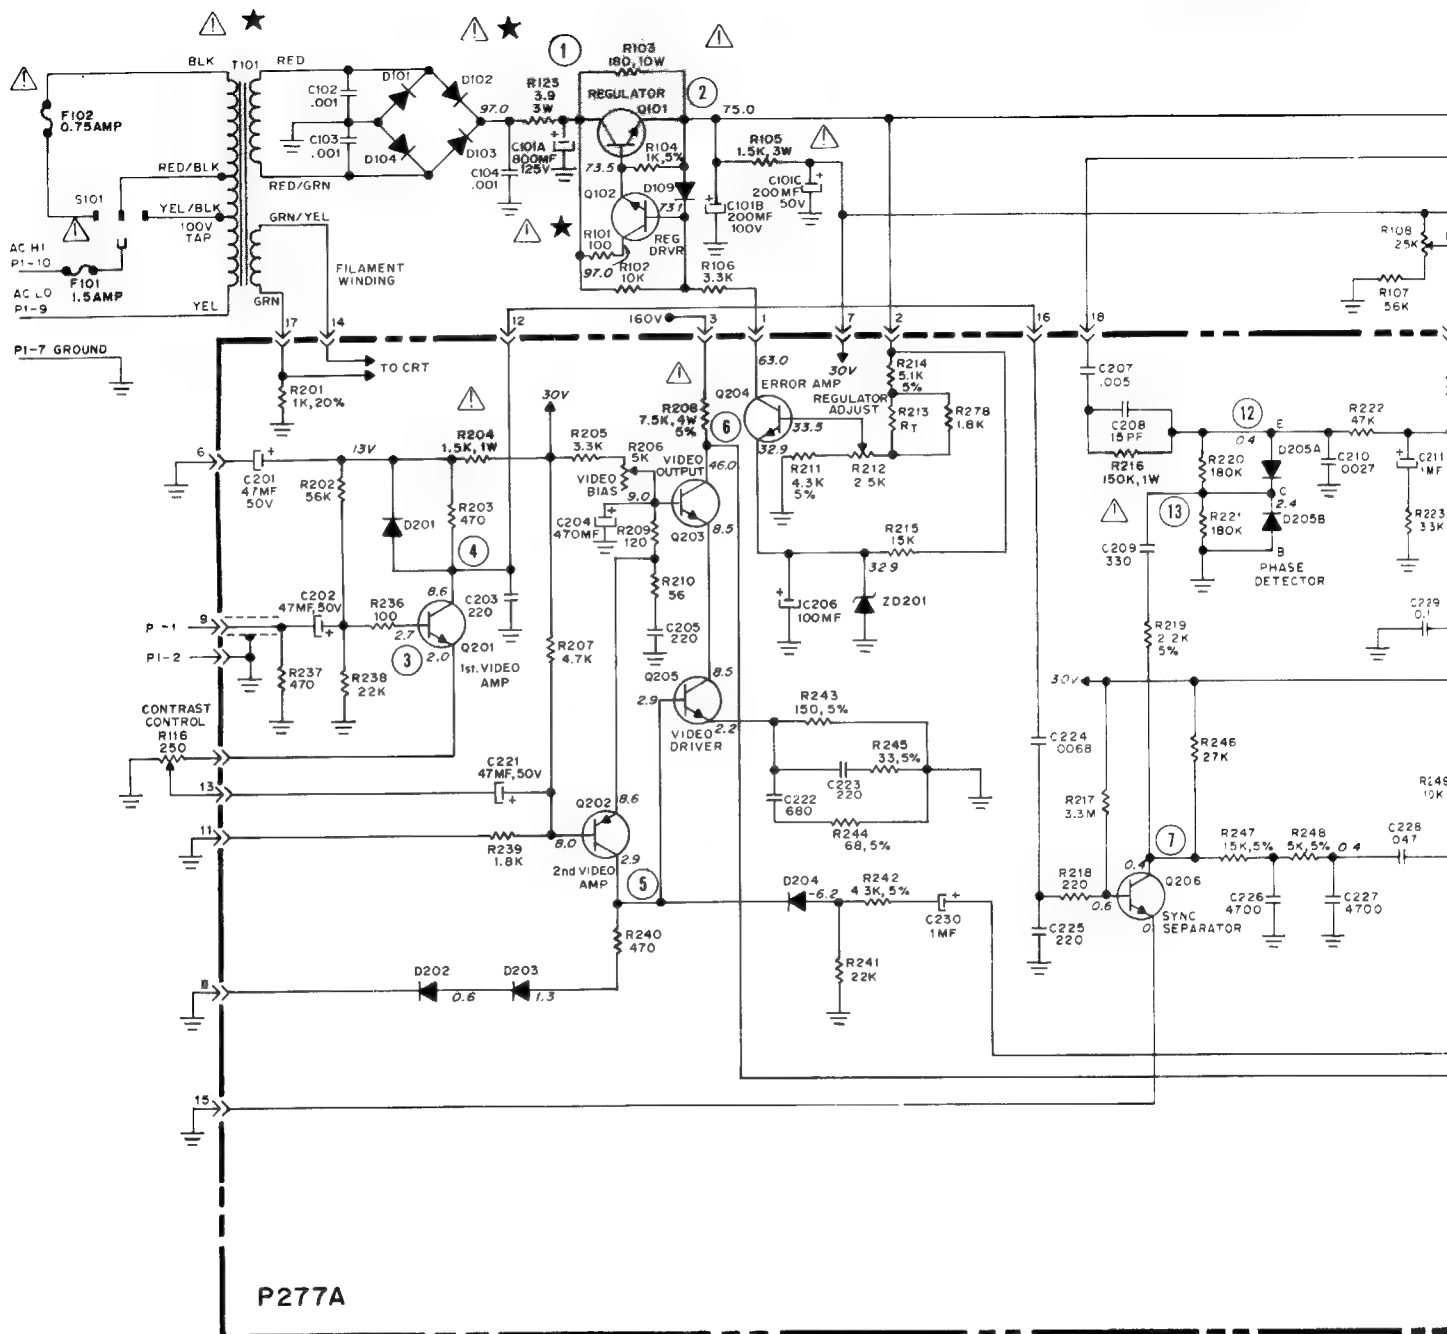 BLK
T101
RED
F102
0.75AMP
C102
.001
C103
.001
D101
D102
D104
D103
97.0
C104
.001
R123
3.9
3W
C101A
800MF
125V
1
R103
180, 10W
REGULATOR
Q101
2
75.0
R104
1K,5%
73.5
Q102
D109
73.1
REG
DRVR
R101
100
97.0
R102
10K
R106
3.3K
R105
1.5K, 3W
C101C
200MF
50V
C101B
200MF
100V
R108
25K
R107
56K
RED/BLK
RED/GRN
S101
YEL/BLK
100V
TAP
GRN/YEL
AC HI
P1-10
F101
1.5AMP
AC LO
P1-9
YEL
GRN
FILAMENT
WINDING
P1-7 GROUND
17
14
12
160V
3
1
7
2
16
18
TO CRT
R201
1K, 20%
30V
63.0
30V
Q204
ERROR AMP
REGULATOR
ADJUST
33.5
32.9
R214
5.1K
5%
R213
RT
R278
1.8K
R211
4.3K
5%
R212
2.5K
C207
.005
C208
15PF
R216
150K, 1W
12
0.4
E
D205A
R222
47K
R220
180K
C210
.0027
C211
1MF
C
2.4
13
R221
180K
D205B
B
PHASE
DETECTOR
R223
3.3K
C209
330
6
C201
47MF
50V
13V
R202
56K
R204
1.5K, 1W
R203
470
D201
4
R205
3.3K
R206
5K
VIDEO
BIAS
R208
7.5K, 4W
5%
6
VIDEO
OUTPUT
46.0
9.0
C204
470MF
R209
120
Q203
8.5
R210
56
C205
220
R215
15K
32.9
C206
100MF
ZD201
9
P -1
P1-2
C202
47MF,50V
R236
100
8.6
2.7
3
2.0
Q201
1st. VIDEO
AMP
C203
220
R237
470
R238
22K
R207
4.7K
Q205
8.5
2.9
2.2
VIDEO
DRIVER
R243
150, 5%
R245
33,5%
C223
220
C222
680
R244
68, 5%
R219
2.2K
5%
C229
0.1
30V
C224
.0068
R217
3.3M
R246
27K
R249
10K
CONTRAST
CONTROL
R116
250
13
C221
47MF,50V
11
R239
1.8K
Q202
8.6
8.0
2.9
2nd VIDEO
AMP
5
R240
470
D204
-6.2
R242
4.3K, 5%
C230
1MF
R241
22K
7
0.4
R218
220
0.6
Q206
0
SYNC
SEPARATOR
C225
220
R247
15K,5%
R248
5K,5%
0.4
C228
.047
C226
4700
C227
4700
D202
0.6
D203
1.3
15
P277A